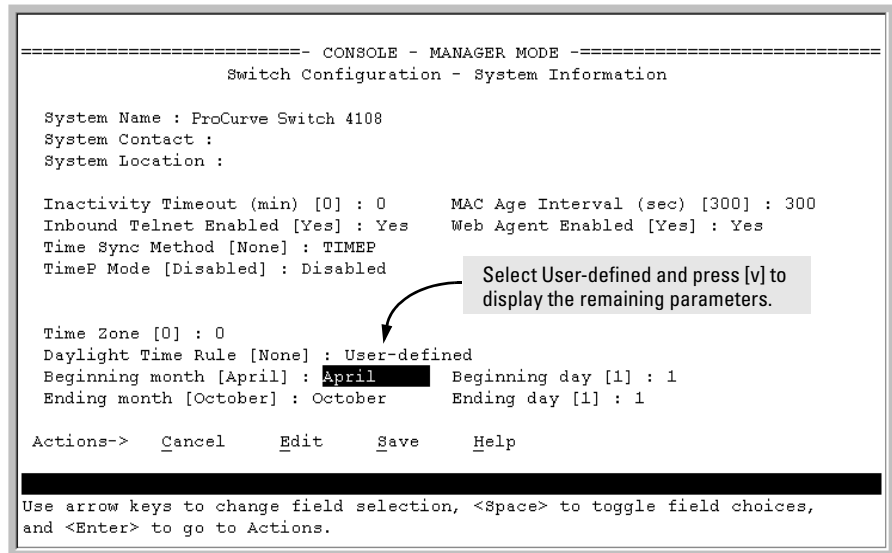 ==========================- CONSOLE - MANAGER MODE -============================
Switch Configuration - System Information
System Name : ProCurve Switch 4108
System Contact :
System Location :
Inactivity Timeout (min) [0] : 0 MAC Age Interval (sec) [300] : 300
Inbound Telnet Enabled [Yes] : Yes Web Agent Enabled [Yes] : Yes
Time Sync Method [None] : TIMEP
TimeP Mode [Disabled] : Disabled
Select User-defined and press [v] to
display the remaining parameters.
Time Zone [0] : 0
Daylight Time Rule [None] : User-defined
Beginning month [April] : April Beginning day [1] : 1
Ending month [October] : October Ending day [1] : 1
Actions-> Cancel Edit Save Help
Use arrow keys to change field selection, <Space> to toggle field choices,
and <Enter> to go to Actions.